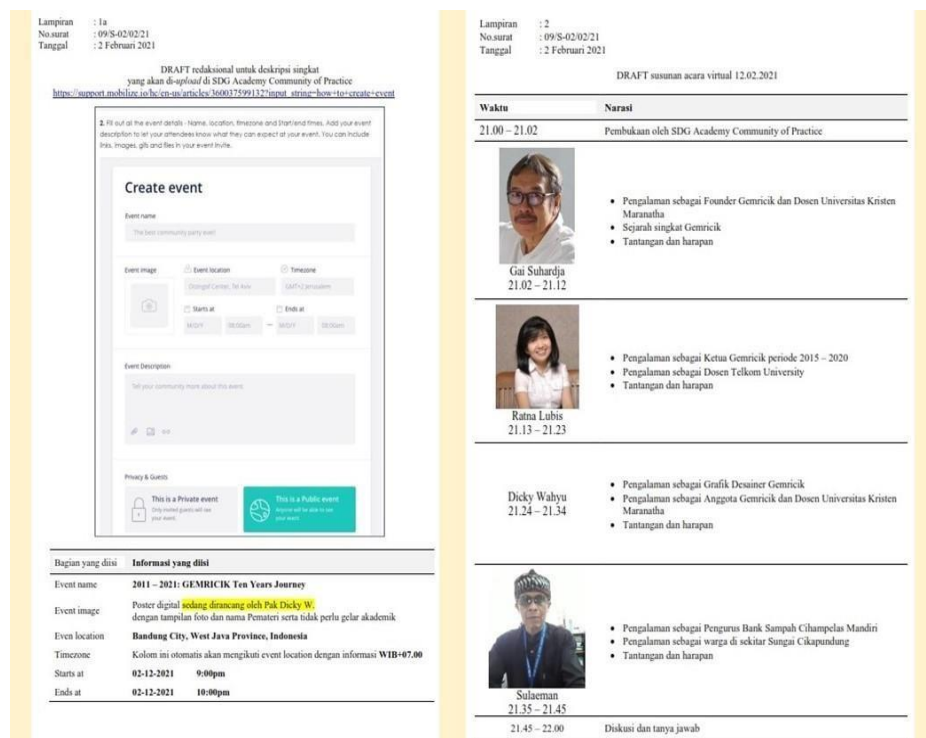 Lampiran : 1a
No.surat : 09/S-02/02/21
Tanggal : 2 Februari 2021
DRAFT redaksional untuk deskripsi singkat
yang akan di-upload di SDG Academy Community of Practice
https://support.mobilize.io/hc/en-us/articles/360037599132?input_string=how+to+create+event
2. Fill out all the event details - Name, location, timezone and Start/end times. Add your event
description to let your attendees know what they can expect at your event. You can include
links, images, gifs and files in your event invite.
Create event
Event name
The best community party ever!
Event image
Event location
Timezone
Dizingof Center, Tel Aviv
GMT+2 Jerusalem
Starts at
Ends at
M/D/Y 08:00am — M/D/Y 08:00am
Event Description
Tell your community more about this event
Privacy & Guests
This is a Private event
Only invited guests will see
your event.
This is a Public event
Anyone will be able to see
your event
Bagian yang diisi Informasi yang diisi
Event name 2011 – 2021: GEMRICIK Ten Years Journey
Event image Poster digital sedang dirancang oleh Pak Dicky W.
dengan tampilan foto dan nama Pemateri serta tidak perlu gelar akademik
Even location Bandung City, West Java Province, Indonesia
Timezone Kolom ini otomatis akan mengikuti event location dengan informasi WIB+07.00
Starts at 02-12-2021 9:00pm
Ends at 02-12-2021 10:00pm
Lampiran : 2
No.surat : 09/S-02/02/21
Tanggal : 2 Februari 2021
DRAFT susunan acara virtual 12.02.2021
Waktu Narasi
21.00 – 21.02 Pembukaan oleh SDG Academy Community of Practice
Gai Suhardja
21.02 – 21.12
• Pengalaman sebagai Founder Gemricik dan Dosen Universitas Kristen
Maranatha
• Sejarah singkat Gemricik
• Tantangan dan harapan
Ratna Lubis
21.13 – 21.23
• Pengalaman sebagai Ketua Gemricik periode 2015 – 2020
• Pengalaman sebagai Dosen Telkom University
• Tantangan dan harapan
Dicky Wahyu
21.24 – 21.34
• Pengalaman sebagai Grafik Desainer Gemricik
• Pengalaman sebagai Anggota Gemricik dan Dosen Universitas Kristen
Maranatha
• Tantangan dan harapan
Sulaeman
21.35 – 21.45
• Pengalaman sebagai Pengurus Bank Sampah Cihampelas Mandiri
• Pengalaman sebagai warga di sekitar Sungai Cikapundung
• Tantangan dan harapan
21.45 – 22.00 Diskusi dan tanya jawab